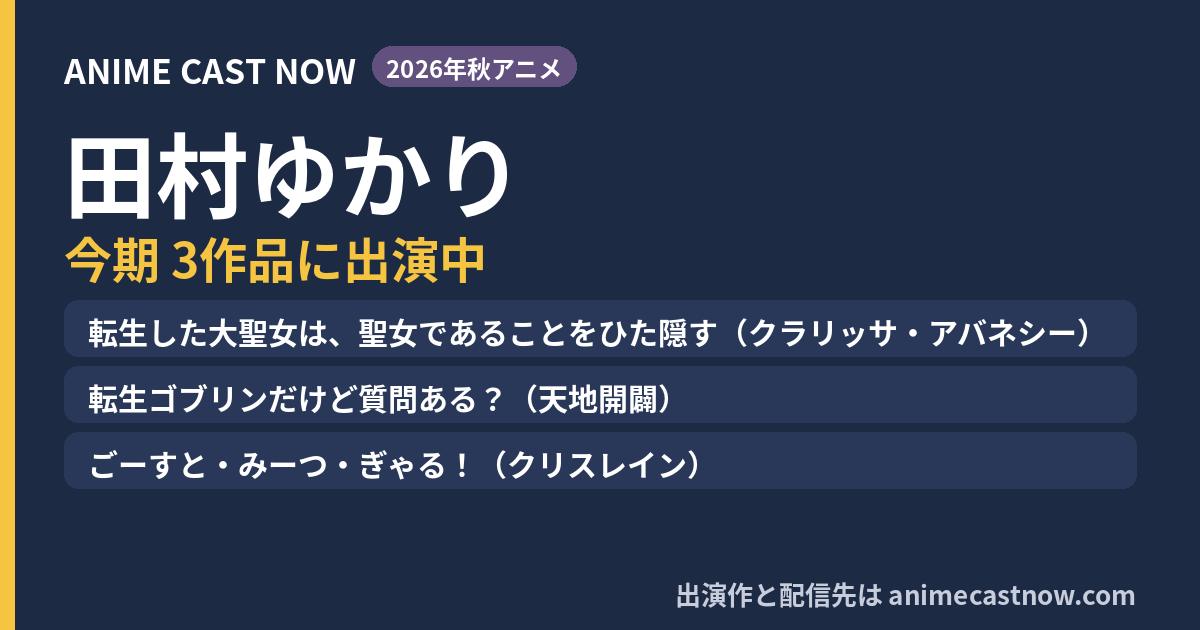 ANIME CAST NOW 2026年秋アニメ
田村ゆかり
今期 3作品に出演中
転生した大聖女は、聖女であることをひた隠す（クラリッサ・アバネシー）
転生ゴブリンだけど質問ある？（天地開闢）
ごーすと・みーつ・ぎゃる！（クリスレイン）
出演作と配信先は animecastnow.com